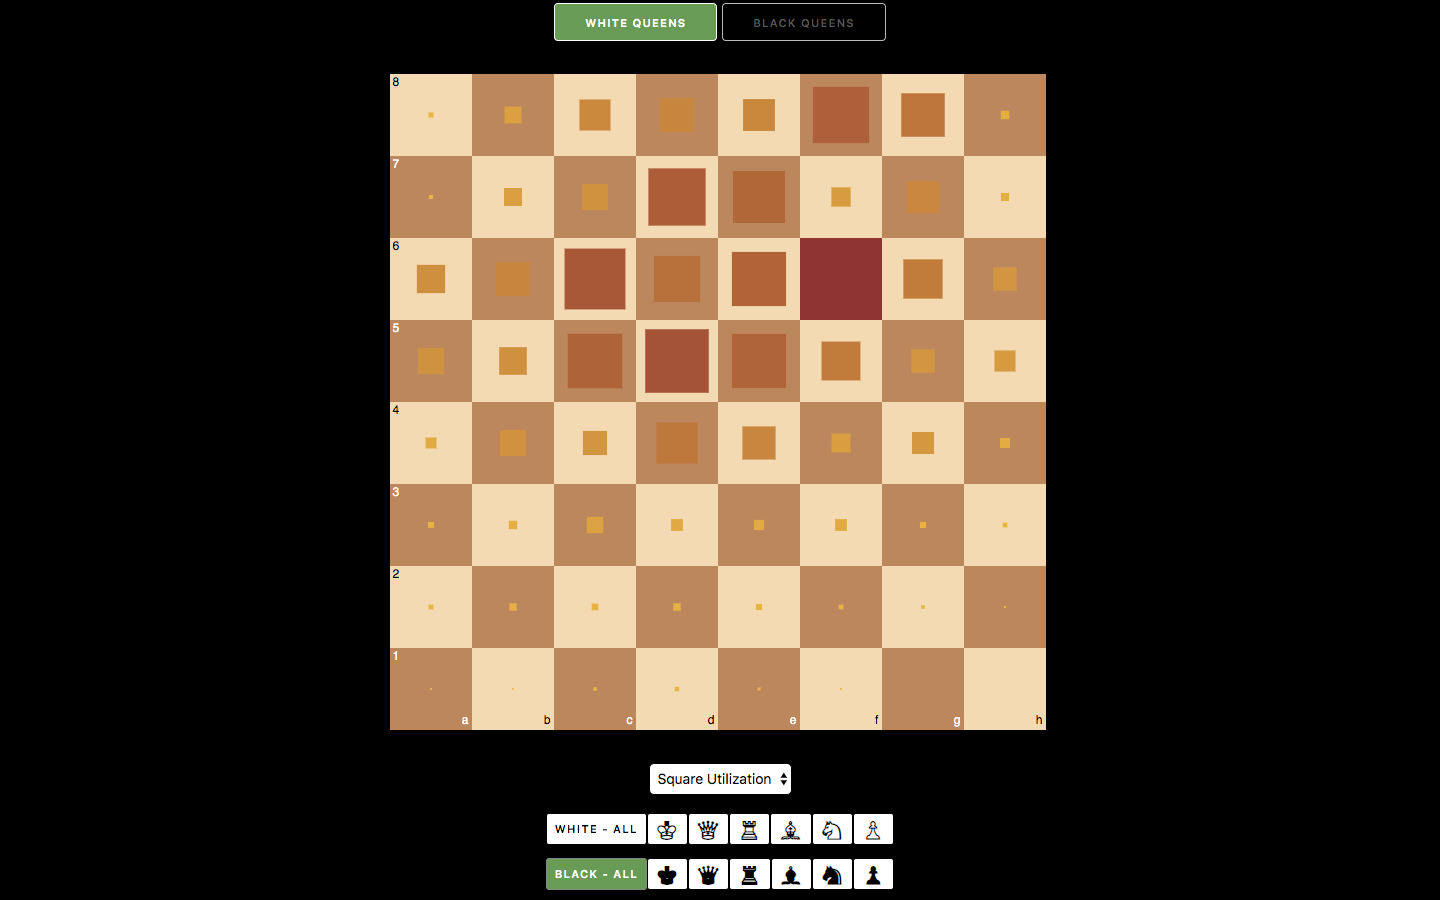 WHITE QUEENS BLACK QUEENS
8
7
6
5
4
3
2
1
a b c d e f g h
Square Utilization
WHITE - ALL
BLACK - ALL